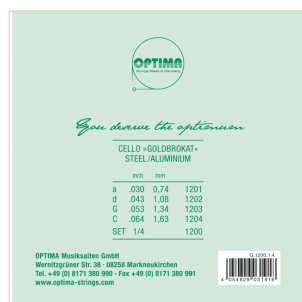 OPTIMA
Strings Made in Germany
You deserve the optimum
CELLO »GOLDBROKAT«
STEEL/ALUMINIUM
inch mm
a .030 0,74 1201
d .043 1,08 1202
G .053 1,34 1203
C .064 1,63 1204
SET 1/4 1200
OPTIMA Musiksaiten GmbH
Wernitzgrüner Str. 38 · 08258 Markneukirchen
Tel. +49 (0) 8171 380 990 · Fax +49 (0) 8171 380 991
www.optima-strings.com
G.1200.1.4
4 054829 031918